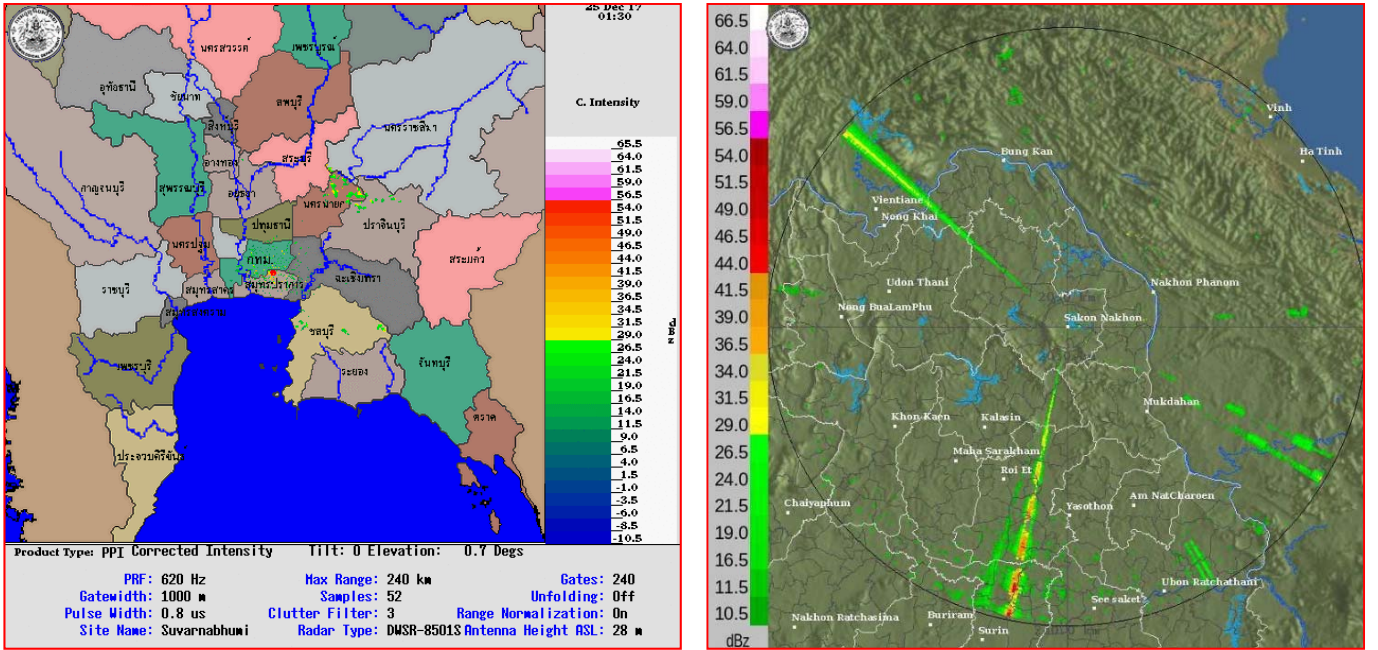 25 Dec 17
01:30
C. Intensity
นครสวรรค์
เพชรบูรณ์
อุทัยธานี
ชัยนาท
ลพบุรี
สิงหบุรี
นครราชสีมา
อ่างทอง
สระบุรี
กาญจนบุรี
สุพรรณบุรี
อยุธยา
นครนายก
ปราจีนบุรี
ปทุมธานี
นครปฐม
กทม.
สระแก้ว
ฉะเชิงเทรา
ราชบุรี
สมุทรสาคร
สมุทรปราการ
สมุทรสงคราม
ชลบุรี
เพชรบุรี
ระยอง
จันทบุรี
ตราด
ประจวบคีรีขันธ์
65.5
64.0
61.5
59.0
56.5
54.0
51.5
49.0
46.5
44.0
41.5
39.0
36.5
34.5
31.5
29.0
26.5
24.0
21.5
19.0
16.5
14.0
11.5
9.0
6.5
4.0
1.5
-1.0
-3.5
-6.0
-8.5
-10.5
Product Type: PPI Corrected Intensity Tilt: 0 Elevation: 0.7 Degs
PRF: 620 Hz Max Range: 240 km Gates: 240
Gatewidth: 1000 m Samples: 52 Unfolding: Off
Pulse Width: 0.8 us Clutter Filter: 3 Range Normalization: On
Site Name: Suvarnabhumi Radar Type: DWSR-8501S Antenna Height ASL: 28 m
66.5
64.0
61.5
59.0
56.5
54.0
51.5
49.0
46.5
44.0
41.5
39.0
36.5
34.0
31.5
29.0
26.5
24.0
21.5
19.0
16.5
13.5
11.5
10.5
dBz
Vinh
Ha Tinh
Bung Kan
Vientiane
Nong Khai
Udon Thani
Nakhon Phanom
Nong BuaLamPhu
Sakon Nakhon
Mukdahan
Khon Kaen
Kalasin
Maha Sarakham
Roi Et
Chaiyaphum
Am NatCharoen
Yasothon
Ubon Ratchathani
See saket
Nakhon Ratchasima
Buriram
Surin